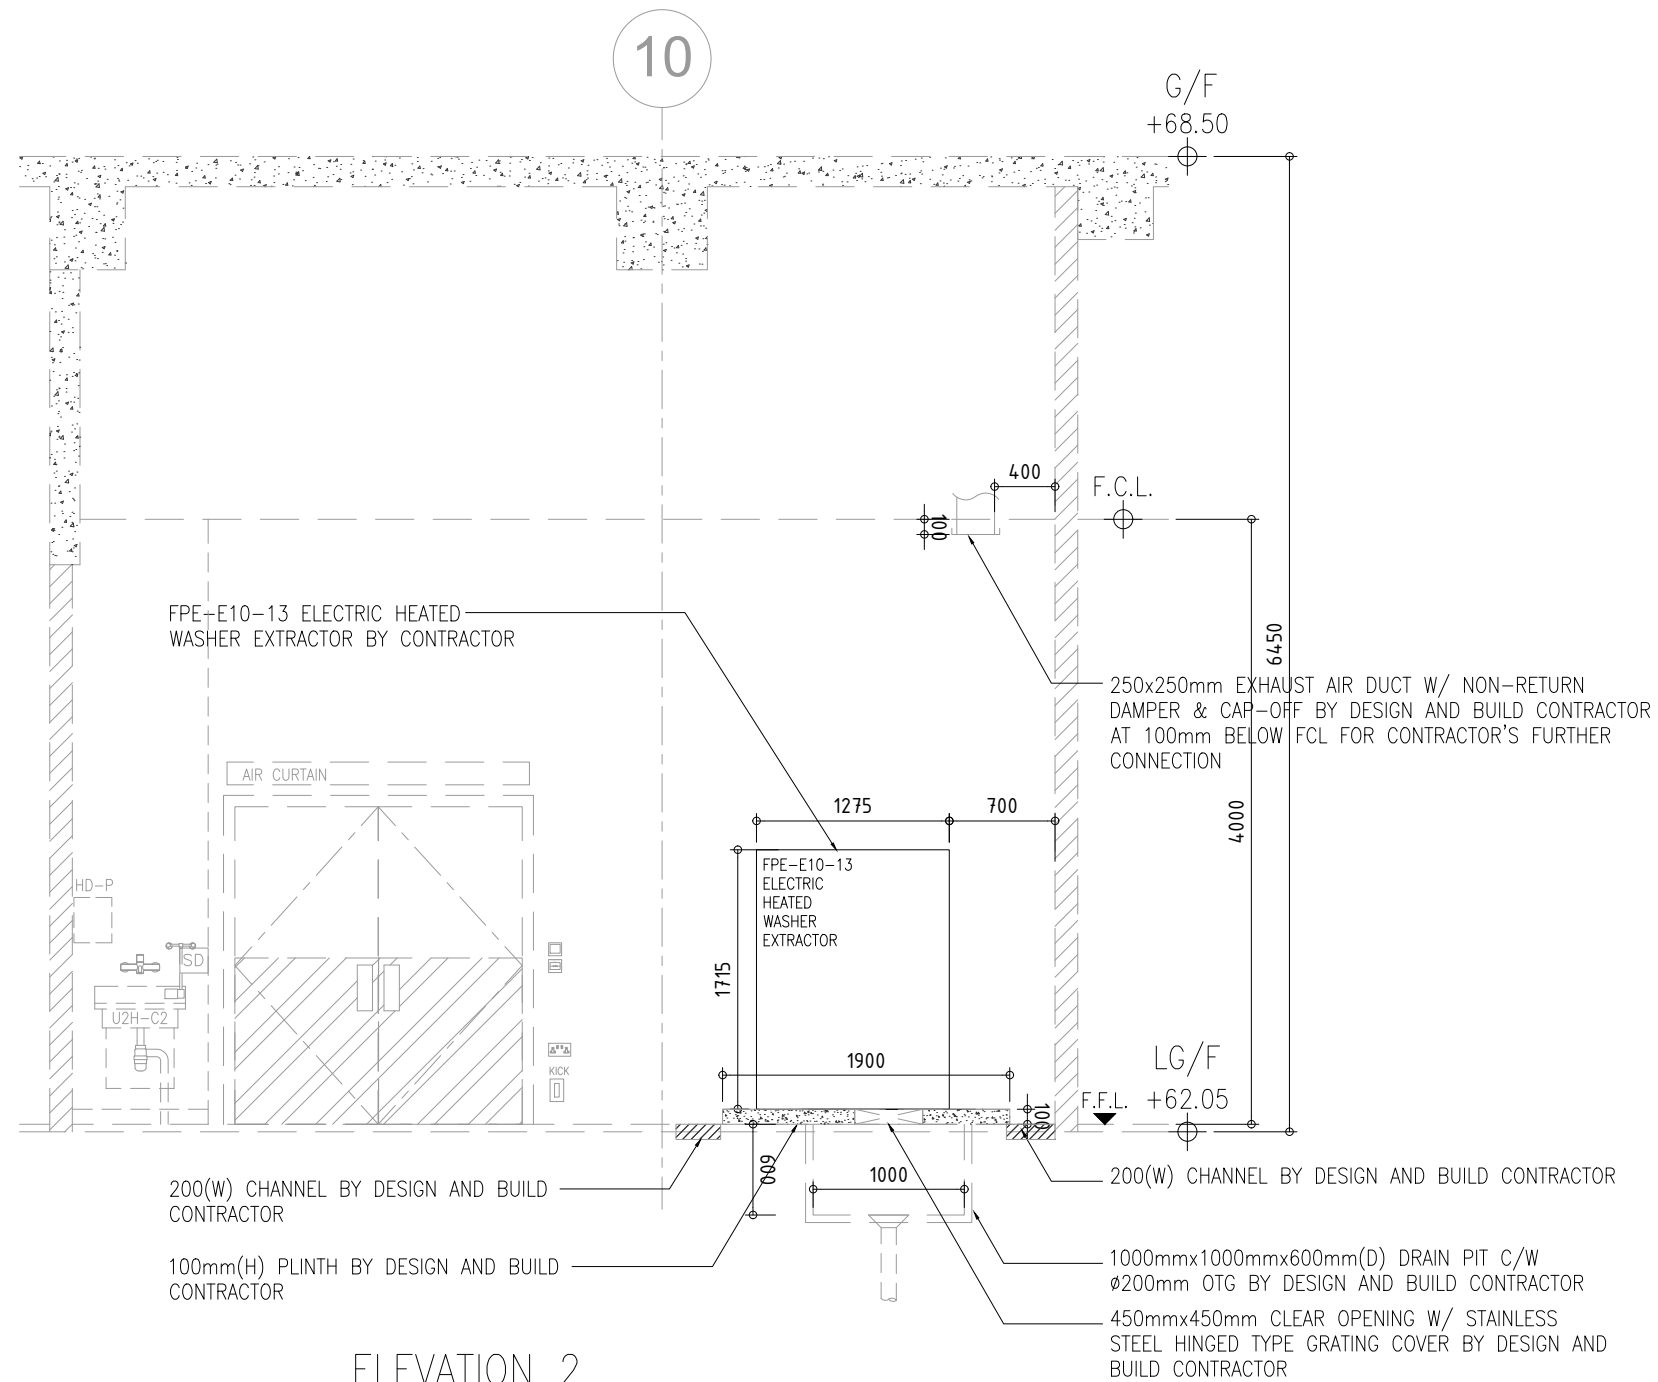 10
G/F
+68.50
400
F.C.L.
100
FPE-E10-13 ELECTRIC HEATED
WASHER EXTRACTOR BY CONTRACTOR
6450
250x250mm EXHAUST AIR DUCT W/ NON-RETURN
DAMPER & CAP-OFF BY DESIGN AND BUILD CONTRACTOR
AT 100mm BELOW FCL FOR CONTRACTOR'S FURTHER
CONNECTION
AIR CURTAIN
1275
700
4000
FPE-E10-13
ELECTRIC
HEATED
WASHER
EXTRACTOR
HD-P
SD
1715
U2H-C2
KICK
1900
LG/F
F.F.L.
+62.05
100
600
1000
200(W) CHANNEL BY DESIGN AND BUILD
CONTRACTOR
200(W) CHANNEL BY DESIGN AND BUILD CONTRACTOR
100mm(H) PLINTH BY DESIGN AND BUILD
CONTRACTOR
1000mmx1000mmx600mm(D) DRAIN PIT C/W
ø200mm OTG BY DESIGN AND BUILD CONTRACTOR
450mmx450mm CLEAR OPENING W/ STAINLESS
STEEL HINGED TYPE GRATING COVER BY DESIGN AND
BUILD CONTRACTOR
ELEVATION 2